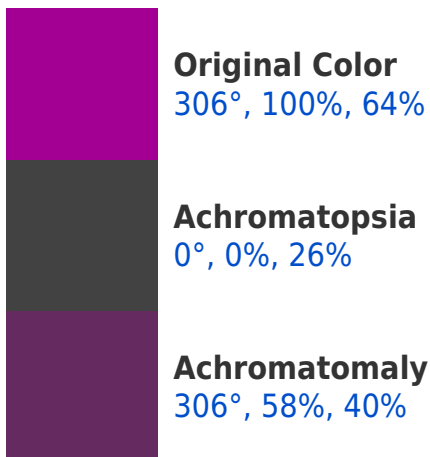 Original Color
306°, 100%, 64%
Achromatopsia
0°, 0%, 26%
Achromatomaly
306°, 58%, 40%